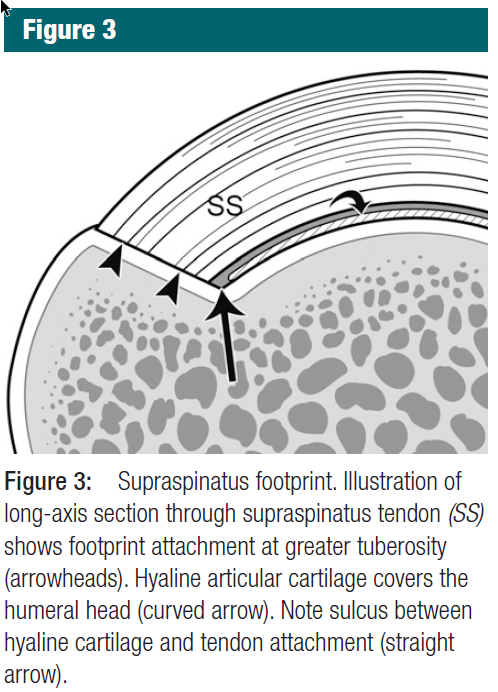 Figure 3
SS
Figure 3: Supraspinatus footprint. Illustration of
long-axis section through supraspinatus tendon (SS)
shows footprint attachment at greater tuberosity
(arrowheads). Hyaline articular cartilage covers the
humeral head (curved arrow). Note sulcus between
hyaline cartilage and tendon attachment (straight
arrow).